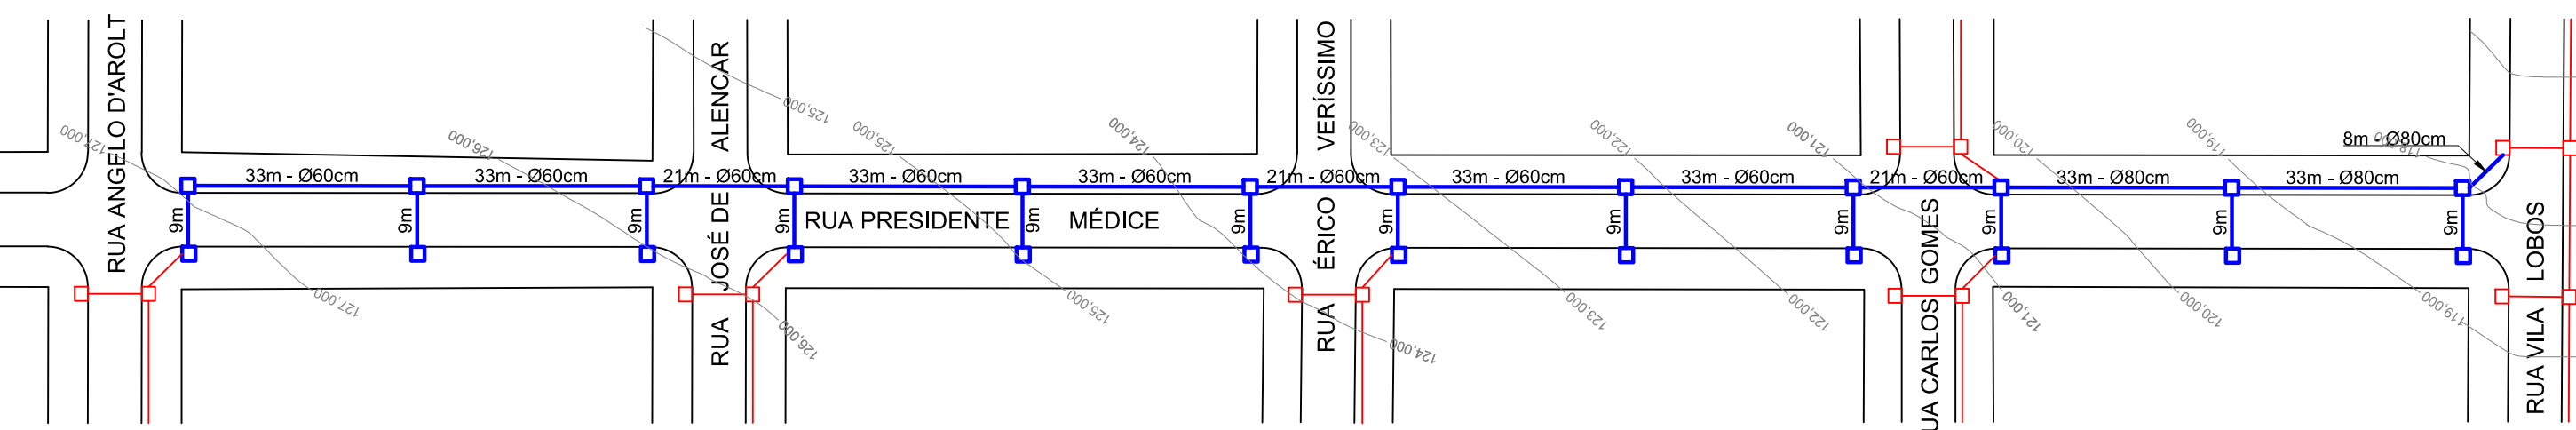 RUA ANGELO D'AROLT
RUA JOSÉ DE ALENCAR
RUA ÉRICO VERÍSSIMO
UA CARLOS GOMES
RUA VILA LOBOS
RUA PRESIDENTE MÉDICE
33m - Ø60cm
33m - Ø60cm
21m - Ø60cm
33m - Ø60cm
33m - Ø60cm
21m - Ø60cm
33m - Ø60cm
33m - Ø60cm
21m - Ø60cm
33m - Ø80cm
33m - Ø80cm
8m - Ø80cm
9m
9m
9m
9m
9m
9m
9m
9m
9m
9m
9m
9m
127,000
126,000
125,000
125,000
124,000
123,000
122,000
121,000
120,000
119,000
118,000
127,000
126,000
125,000
124,000
123,000
122,000
121,000
120,000
119,000